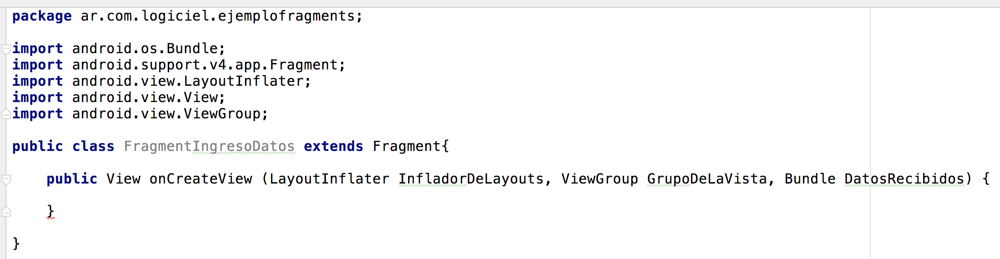 package ar.com.logiciel.ejemplofragments;
import android.os.Bundle;
import android.support.v4.app.Fragment;
import android.view.LayoutInflater;
import android.view.View;
import android.view.ViewGroup;
public class FragmentIngresoDatos extends Fragment{
public View onCreateView (LayoutInflater InfladorDeLayouts, ViewGroup GrupoDeLaVista, Bundle DatosRecibidos) {
}
}